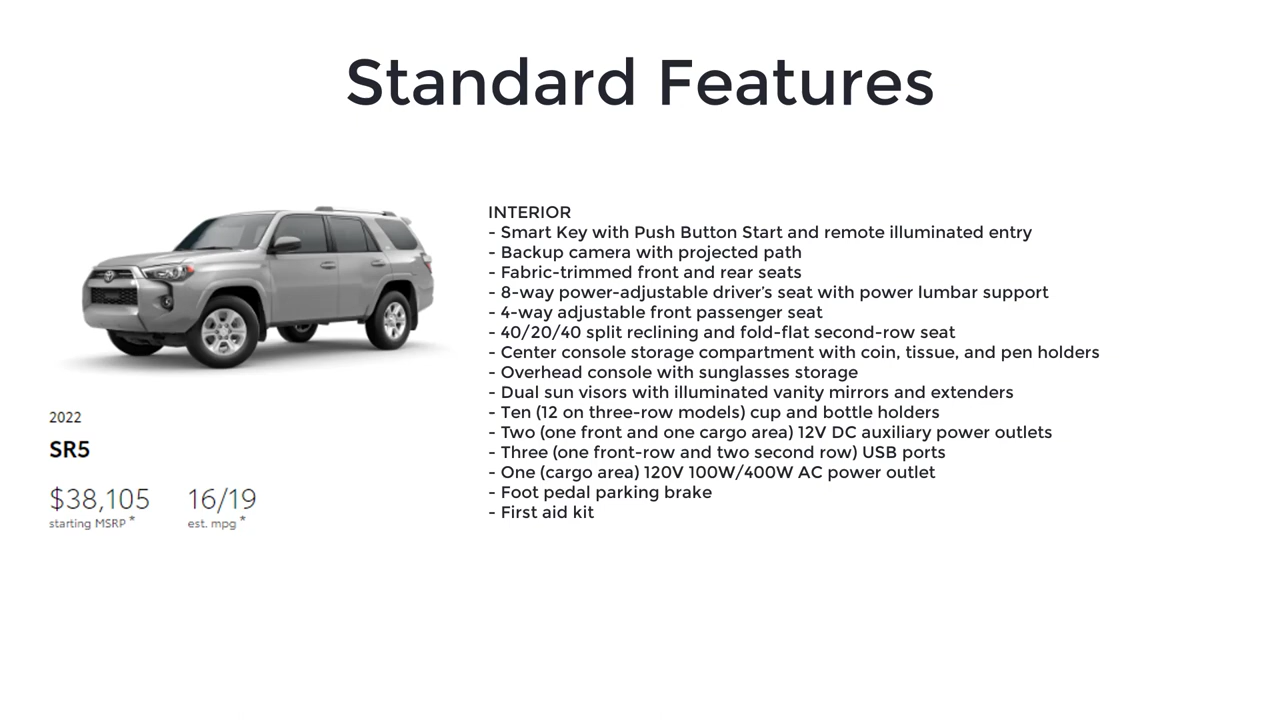 Standard Features
2022
SR5
$38,105 16/19
starting MSRP * est. mpg *
INTERIOR
- Smart Key with Push Button Start and remote illuminated entry
- Backup camera with projected path
- Fabric-trimmed front and rear seats
- 8-way power-adjustable driver’s seat with power lumbar support
- 4-way adjustable front passenger seat
- 40/20/40 split reclining and fold-flat second-row seat
- Center console storage compartment with coin, tissue, and pen holders
- Overhead console with sunglasses storage
- Dual sun visors with illuminated vanity mirrors and extenders
- Ten (12 on three-row models) cup and bottle holders
- Two (one front and one cargo area) 12V DC auxiliary power outlets
- Three (one front-row and two second row) USB ports
- One (cargo area) 120V 100W/400W AC power outlet
- Foot pedal parking brake
- First aid kit